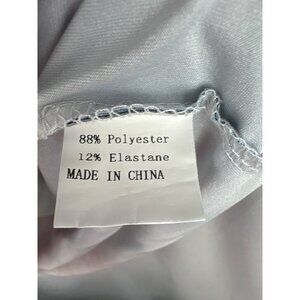 88% Polyester
12% Elastane
MADE IN CHINA